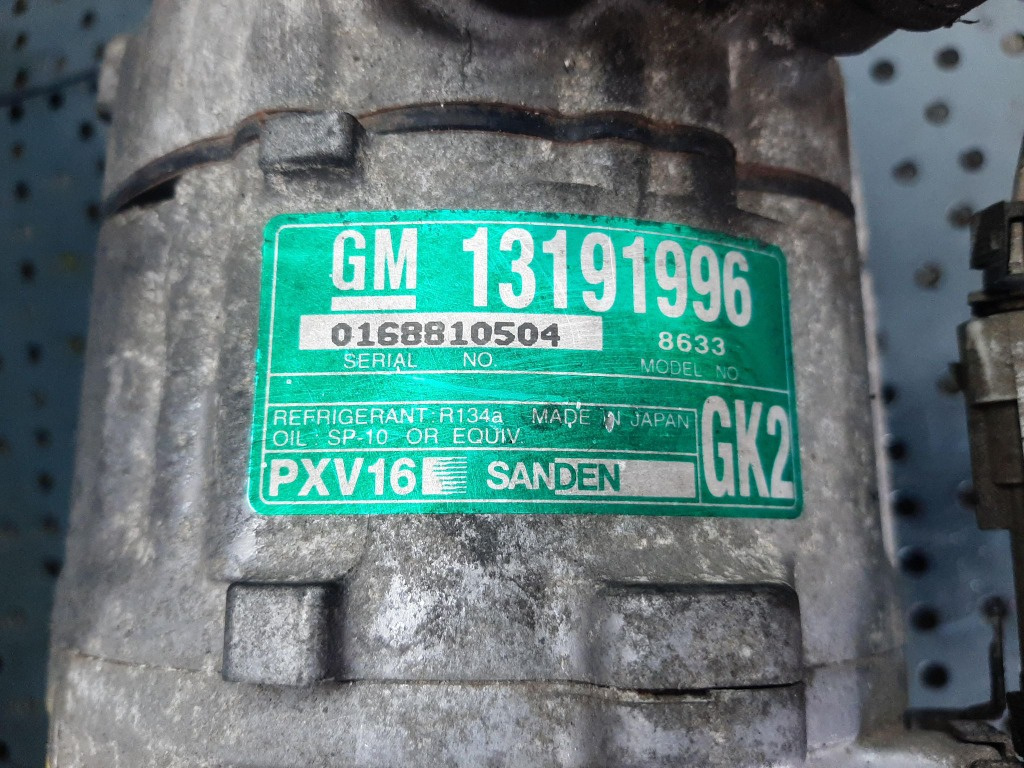 GM 13191996
0168810504 8633
SERIAL NO. MODEL NO.
REFRIGERANT R134a MADE IN JAPAN
OIL SP-10 OR EQUIV.
PXV16 SANDEN GK2